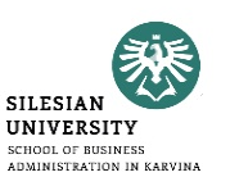 SILESIAN
UNIVERSITY
SCHOOL OF BUSINESS
ADMINISTRATION IN KARVINA